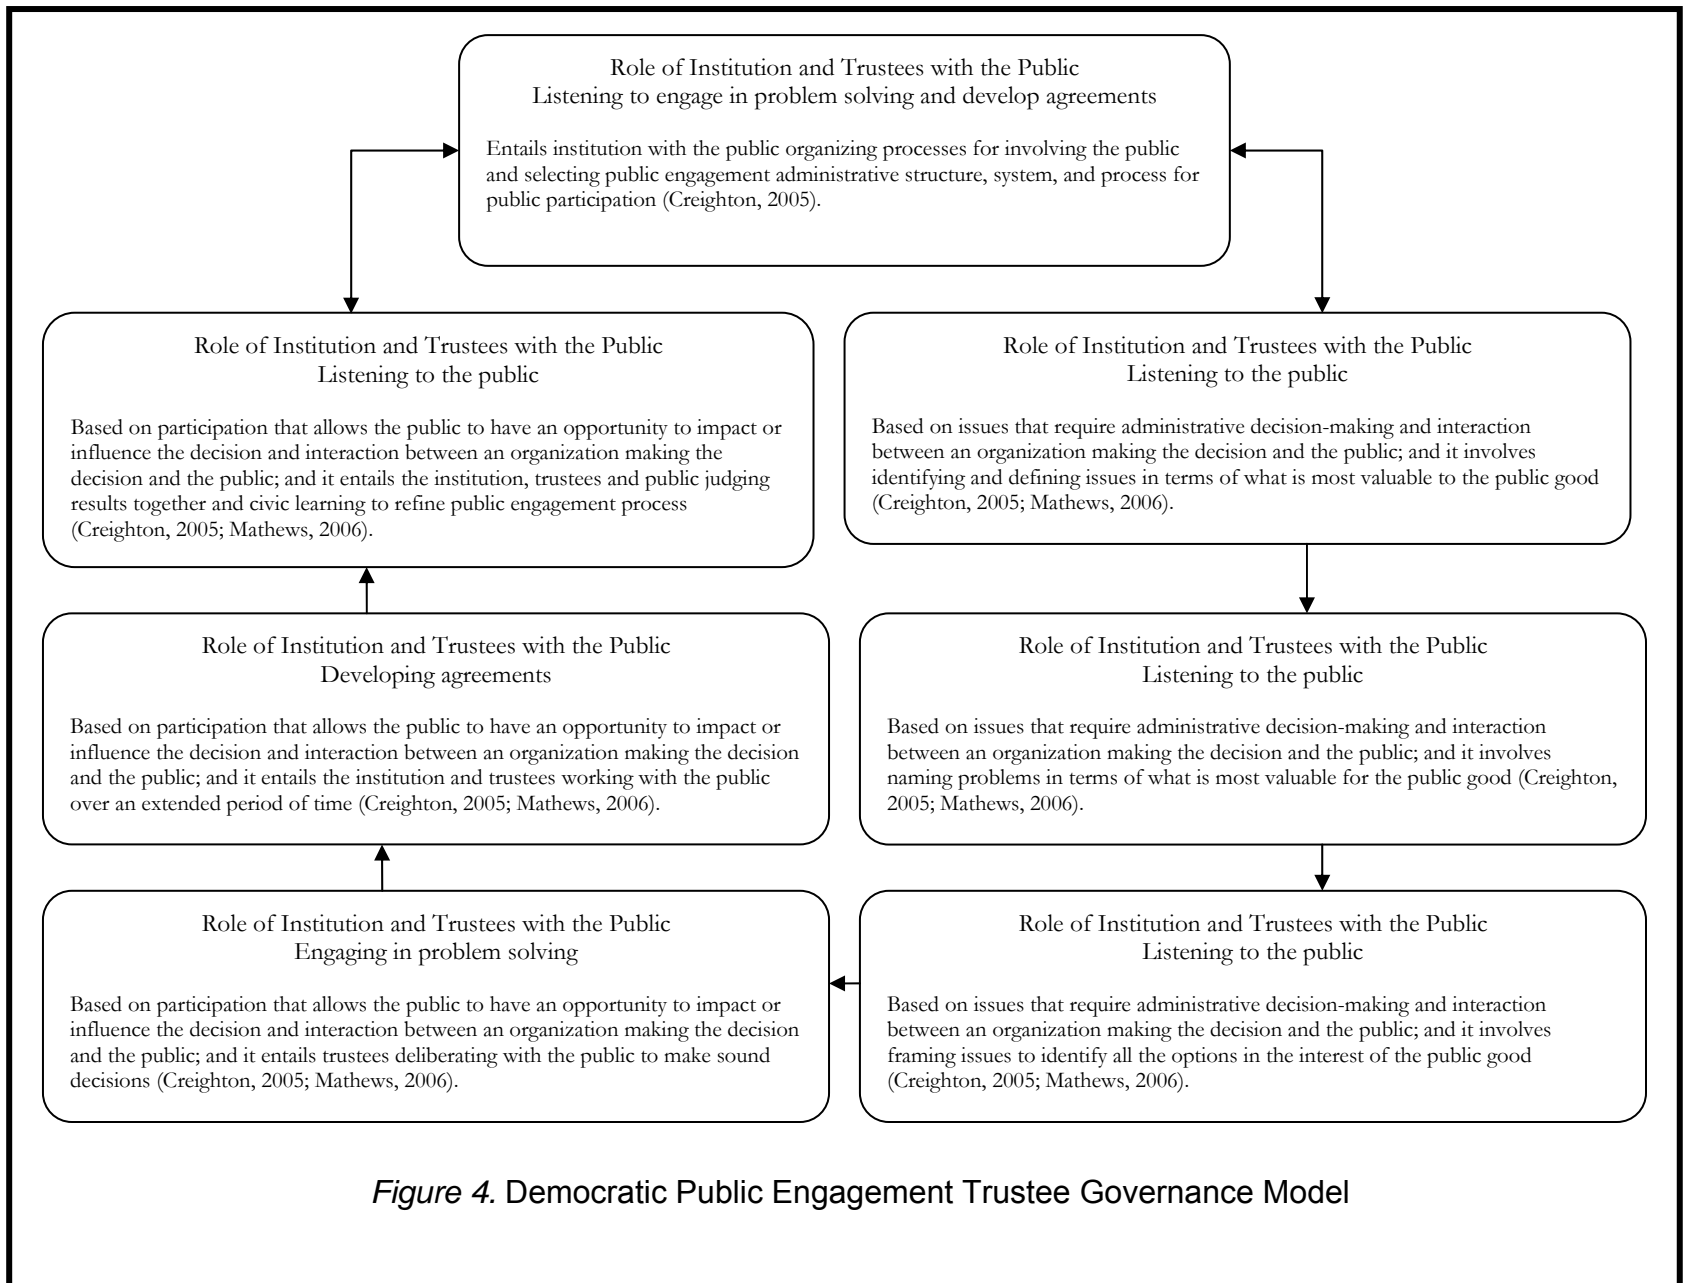 Role of Institution and Trustees with the Public
Listening to engage in problem solving and develop agreements
Entails institution with the public organizing processes for involving the public
and selecting public engagement administrative structure, system, and process for
public participation (Creighton, 2005).
Role of Institution and Trustees with the Public
Listening to the public
Based on participation that allows the public to have an opportunity to impact or
influence the decision and interaction between an organization making the
decision and the public; and it entails the institution, trustees and public judging
results together and civic learning to refine public engagement process
(Creighton, 2005; Mathews, 2006).
Role of Institution and Trustees with the Public
Listening to the public
Based on issues that require administrative decision-making and interaction
between an organization making the decision and the public; and it involves
identifying and defining issues in terms of what is most valuable to the public good
(Creighton, 2005; Mathews, 2006).
Role of Institution and Trustees with the Public
Developing agreements
Based on participation that allows the public to have an opportunity to impact or
influence the decision and interaction between an organization making the decision
and the public; and it entails the institution and trustees working with the public
over an extended period of time (Creighton, 2005; Mathews, 2006).
Role of Institution and Trustees with the Public
Listening to the public
Based on issues that require administrative decision-making and interaction
between an organization making the decision and the public; and it involves
naming problems in terms of what is most valuable for the public good (Creighton,
2005; Mathews, 2006).
Role of Institution and Trustees with the Public
Engaging in problem solving
Based on participation that allows the public to have an opportunity to impact or
influence the decision and interaction between an organization making the decision
and the public; and it entails trustees deliberating with the public to make sound
decisions (Creighton, 2005; Mathews, 2006).
Role of Institution and Trustees with the Public
Listening to the public
Based on issues that require administrative decision-making and interaction
between an organization making the decision and the public; and it involves
framing issues to identify all the options in the interest of the public good
(Creighton, 2005; Mathews, 2006).
Figure 4. Democratic Public Engagement Trustee Governance Model